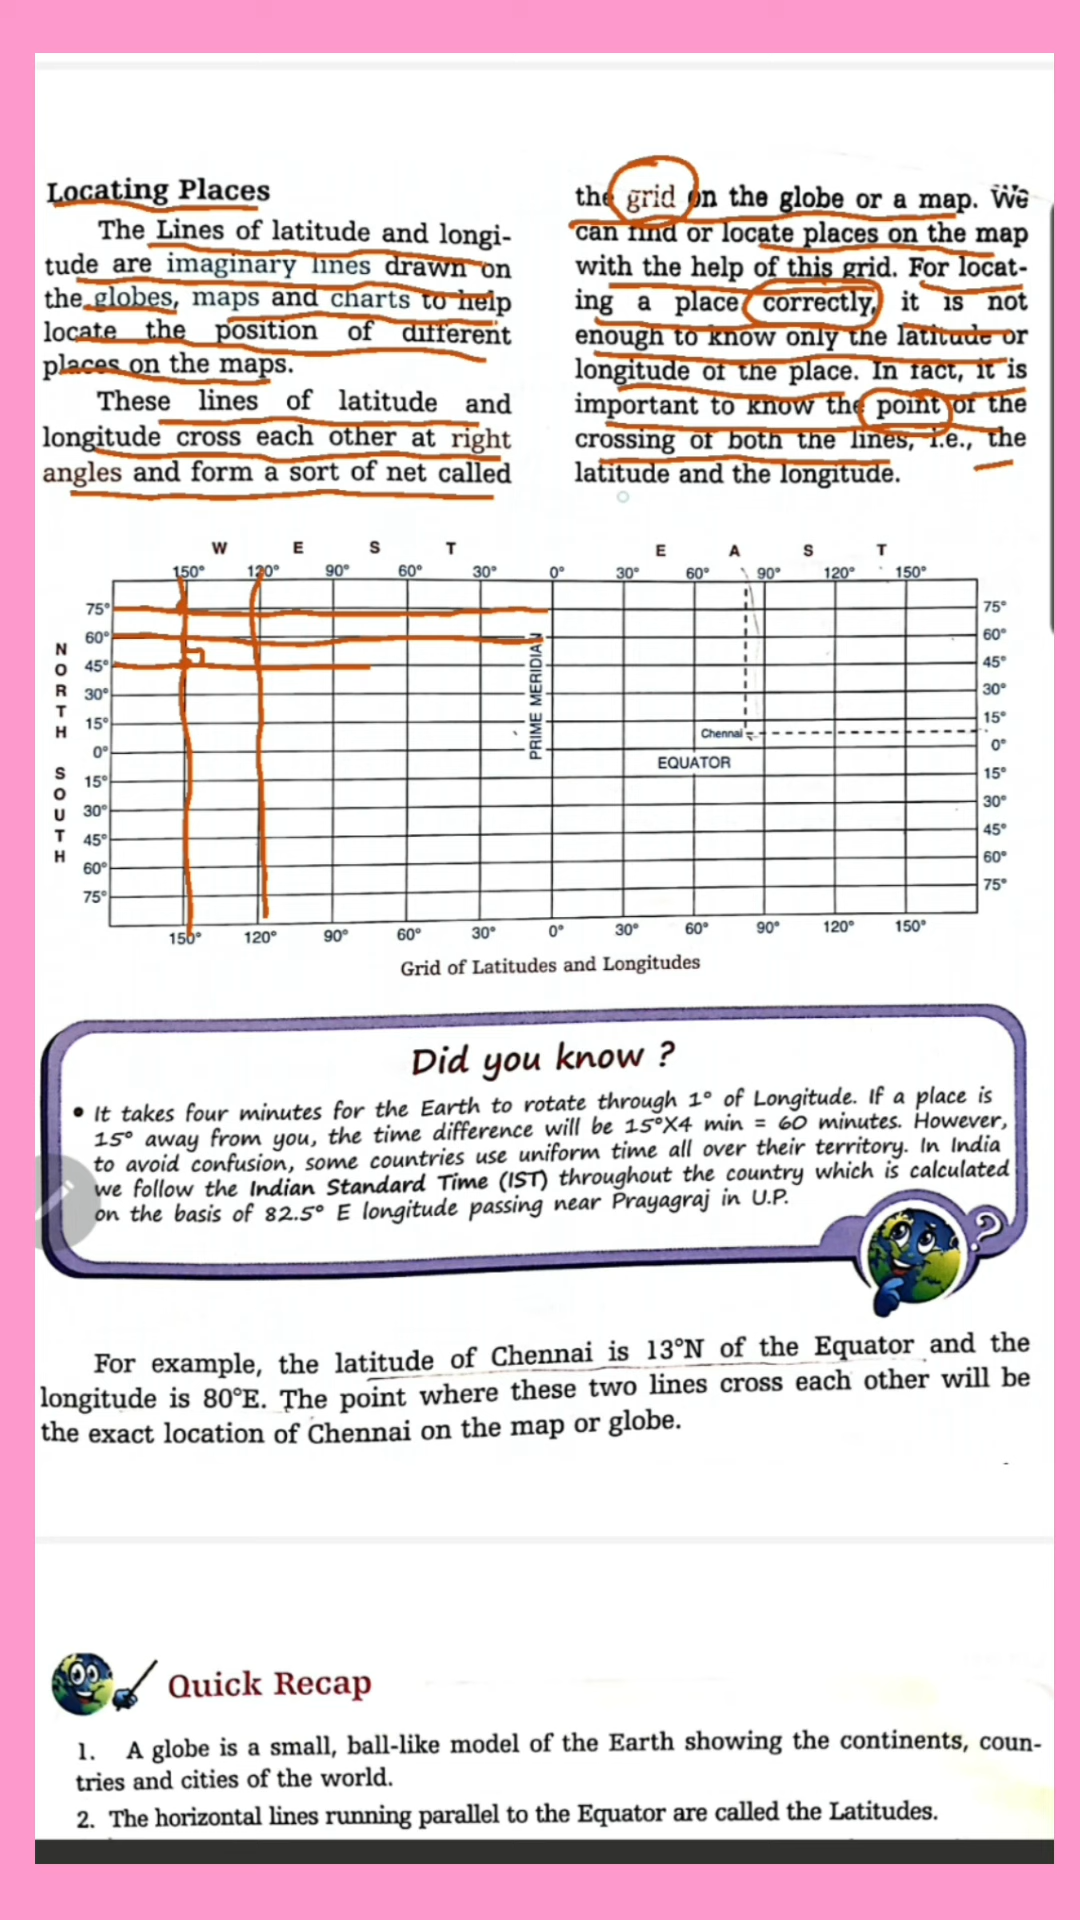 Locating Places
The Lines of latitude and longi-
tude are imaginary lines drawn on
the globes, maps and charts to help
locate the position of different
places on the maps.
These lines of latitude and
longitude cross each other at right
angles and form a sort of net called
the grid on the globe or a map. We
can find or locate places on the map
with the help of this grid. For locat-
ing a place correctly, it is not
enough to know only the latitude or
longitude of the place. In fact, it is
important to know the point of the
crossing of both the lines, i.e., the
latitude and the longitude.
W E S T E A S T
150° 120° 90° 60° 30° 0° 30° 60° 90° 120° 150°
NORTH
SOUTH
75° 75°
60° 60°
45° 45°
30° 30°
15° 15°
0° 0°
15° 15°
30° 30°
45° 45°
60° 60°
75° 75°
PRIME MERIDIAN
Chennai
EQUATOR
150° 120° 90° 60° 30° 0° 30° 60° 90° 120° 150°
Grid of Latitudes and Longitudes
Did you know ?
• It takes four minutes for the Earth to rotate through 1° of Longitude. If a place is
15° away from you, the time difference will be 15°X4 min = 60 minutes. However,
to avoid confusion, some countries use uniform time all over their territory. In India
we follow the Indian Standard Time (IST) throughout the country which is calculated
on the basis of 82.5° E longitude passing near Prayagraj in U.P.
?
For example, the latitude of Chennai is 13°N of the Equator and the
longitude is 80°E. The point where these two lines cross each other will be
the exact location of Chennai on the map or globe.
Quick Recap
1. A globe is a small, ball-like model of the Earth showing the continents, coun-
tries and cities of the world.
2. The horizontal lines running parallel to the Equator are called the Latitudes.